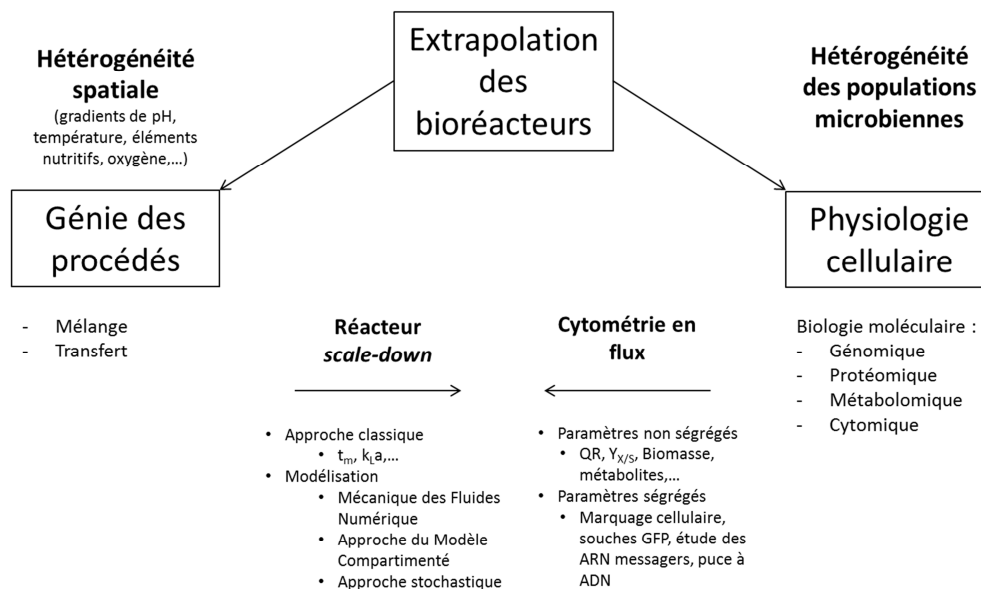 Extrapolation
des
bioréacteurs
Hétérogénéité
spatiale
(gradients de pH,
température, éléments
nutritifs, oxygène,...)
Hétérogénéité
des populations
microbiennes
Génie des
procédés
Physiologie
cellulaire
- Mélange
- Transfert
Réacteur
scale-down
• Approche classique
• tm, kLa,...
• Modélisation
• Mécanique des Fluides
Numérique
• Approche du Modèle
Compartimenté
• Approche stochastique
Cytométrie en
flux
• Paramètres non ségrégés
• QR, YX/S, Biomasse,
métabolites,...
• Paramètres ségrégés
• Marquage cellulaire,
souches GFP, étude des
ARN messagers, puce à
ADN
Biologie moléculaire :
- Génomique
- Protéomique
- Métabolomique
- Cytomique